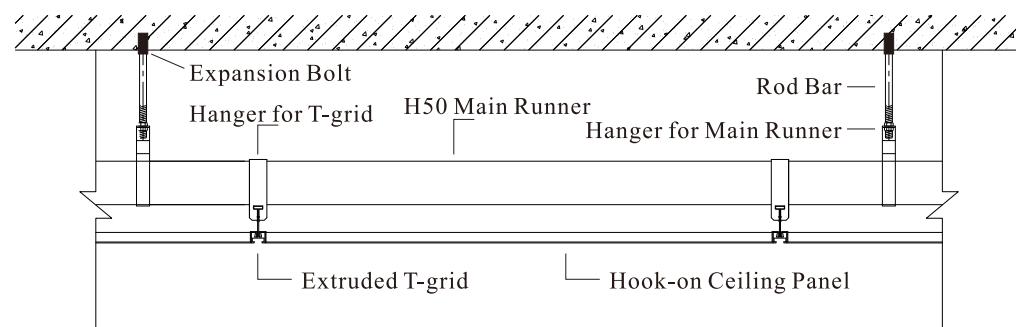 Expansion Bolt
Rod Bar
Hanger for T-grid
H50 Main Runner
Hanger for Main Runner
Extruded T-grid
Hook-on Ceiling Panel